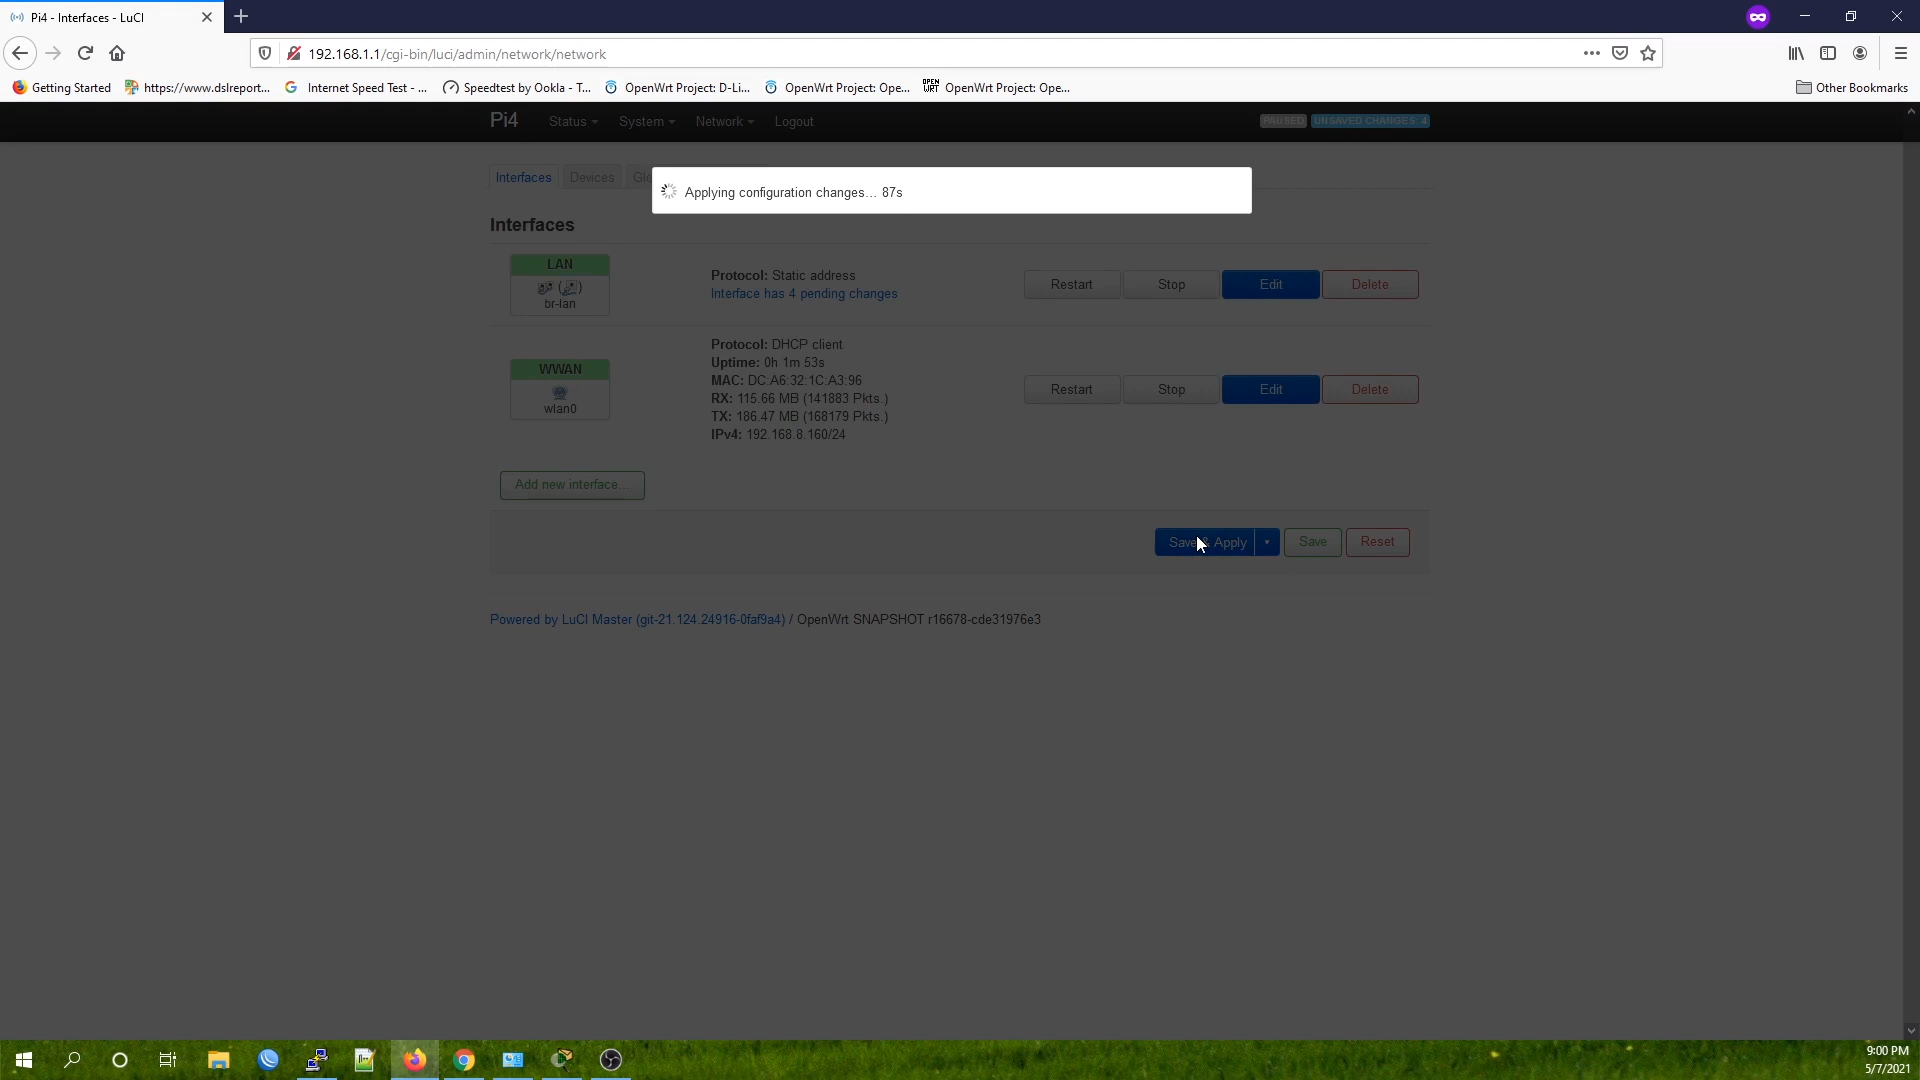 Pi4 - Interfaces - LuCI
192.168.1.1/cgi-bin/luci/admin/network/network
Getting Started
https://www.dslreport...
Internet Speed Test - ...
Speedtest by Ookla - T...
OpenWrt Project: D-Li...
OpenWrt Project: Ope...
OPEN
WRT
OpenWrt Project: Ope...
Other Bookmarks
Pi4
Status
System
Network
Logout
PAUSED
UNSAVED CHANGES: 4
Interfaces
Devices
Glo
Applying configuration changes… 87s
Interfaces
LAN
br-lan
Protocol: Static address
Interface has 4 pending changes
Restart
Stop
Edit
Delete
WWAN
wlan0
Protocol: DHCP client
Uptime: 0h 1m 53s
MAC: DC:A6:32:1C:A3:96
RX: 115.66 MB (141883 Pkts.)
TX: 186.47 MB (168179 Pkts.)
IPv4: 192.168.8.160/24
Restart
Stop
Edit
Delete
Add new interface...
Save & Apply
Save
Reset
Powered by LuCI Master (git-21.124.24916-0faf9a4) / OpenWrt SNAPSHOT r16678-cde31976e3
9:00 PM
5/7/2021